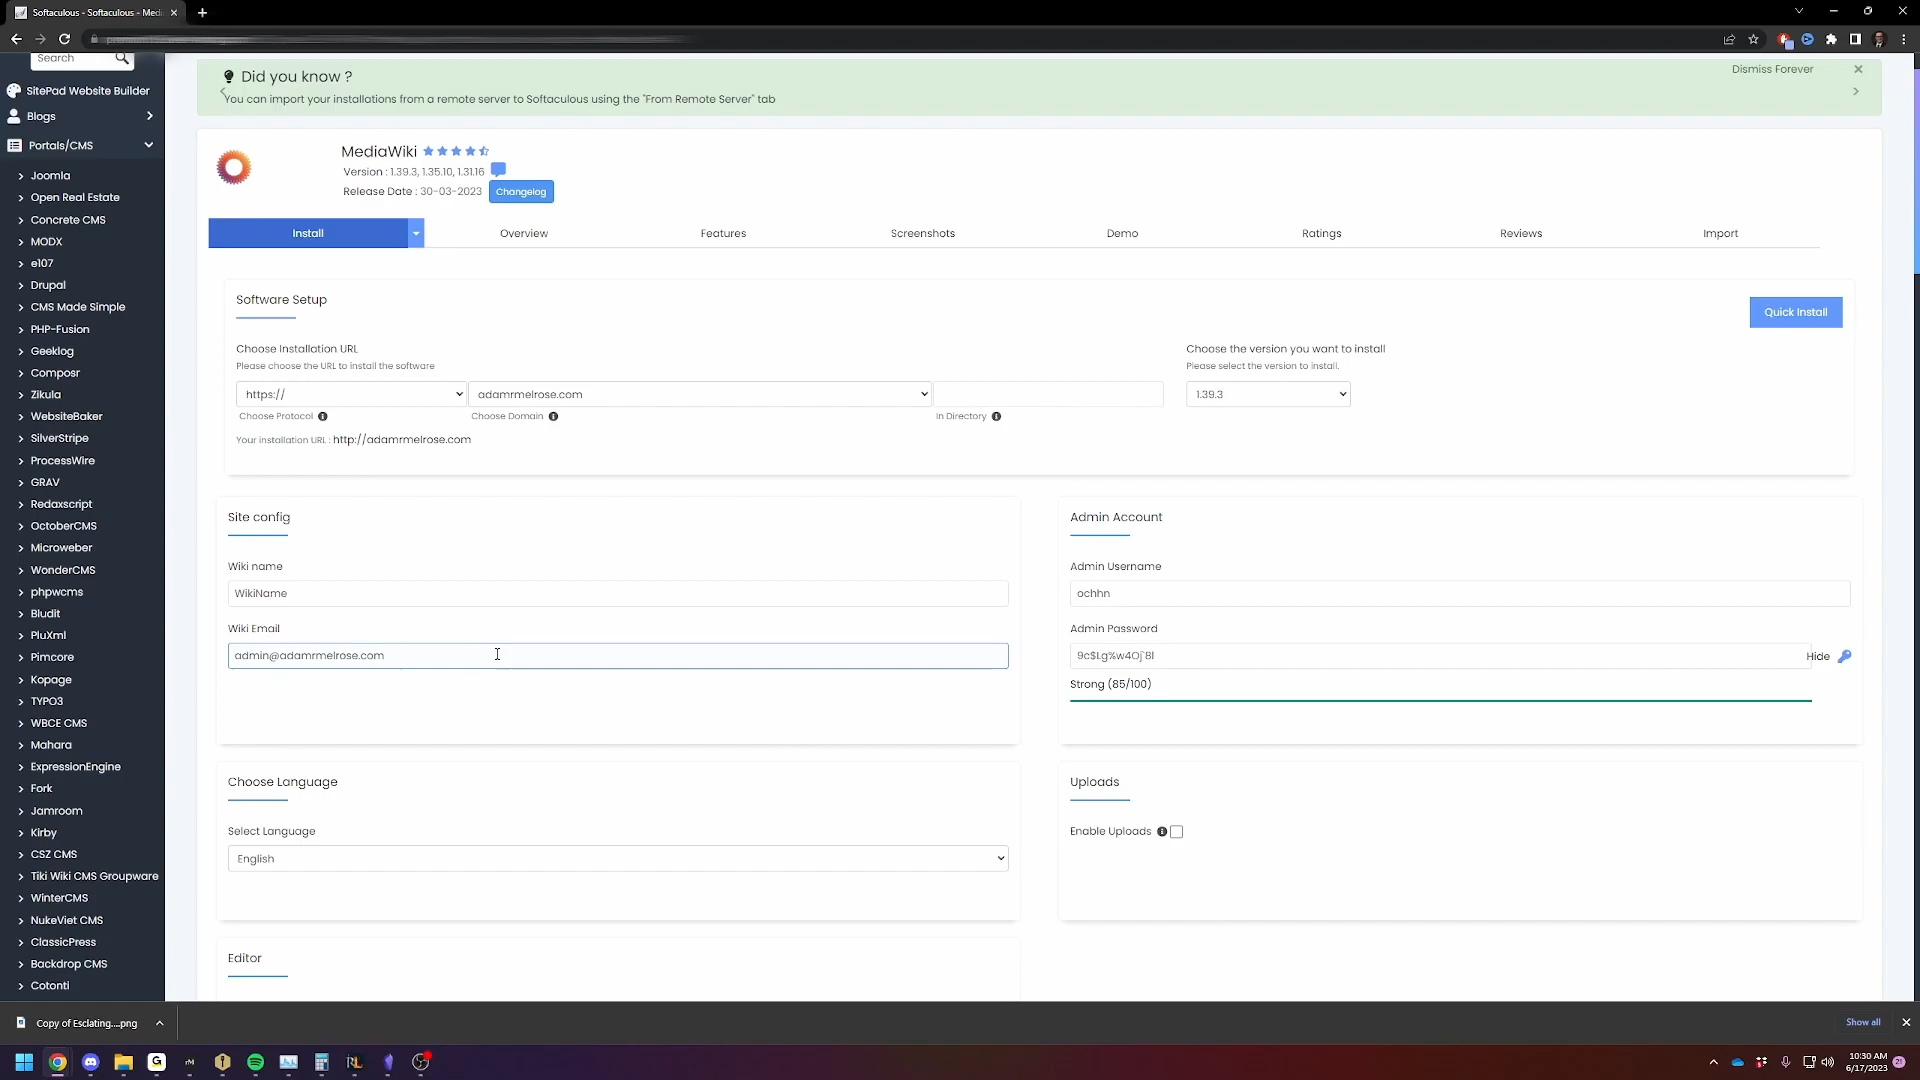 Softaculous - Softaculous - Medi
Search
SitePad Website Builder
Blogs
Portals/CMS
Joomla
Open Real Estate
Concrete CMS
MODX
e107
Drupal
CMS Made Simple
PHP-Fusion
Geeklog
Composr
Zikula
WebsiteBaker
SilverStripe
ProcessWire
GRAV
Redaxscript
OctoberCMS
Microweber
WonderCMS
phpwcms
Bludit
PluXml
Pimcore
Kopage
TYPO3
WBCE CMS
Mahara
ExpressionEngine
Fork
Jamroom
Kirby
CSZ CMS
Tiki Wiki CMS Groupware
WinterCMS
NukeViet CMS
ClassicPress
Backdrop CMS
Cotonti
Did you know ?
Dismiss Forever
You can import your installations from a remote server to Softaculous using the "From Remote Server" tab
MediaWiki
Version : 1.39.3, 1.35.10, 1.31.16
Release Date : 30-03-2023 Changelog
Install Overview Features Screenshots Demo Ratings Reviews Import
Software Setup
Quick Install
Choose Installation URL
Please choose the URL to install the software
https:// adamrmelrose.com
Choose Protocol Choose Domain In Directory
Your installation URL : http://adamrmelrose.com
Choose the version you want to install
Please select the version to install.
1.39.3
Site config
Wiki name
WikiName
Wiki Email
admin@adamrmelrose.com
Admin Account
Admin Username
ochhn
Admin Password
9c$Lg%w4Oj`8l Hide
Strong (85/100)
Choose Language
Select Language
English
Uploads
Enable Uploads
Editor
Copy of Esclating....png
Show all
10:30 AM
6/17/2023
21